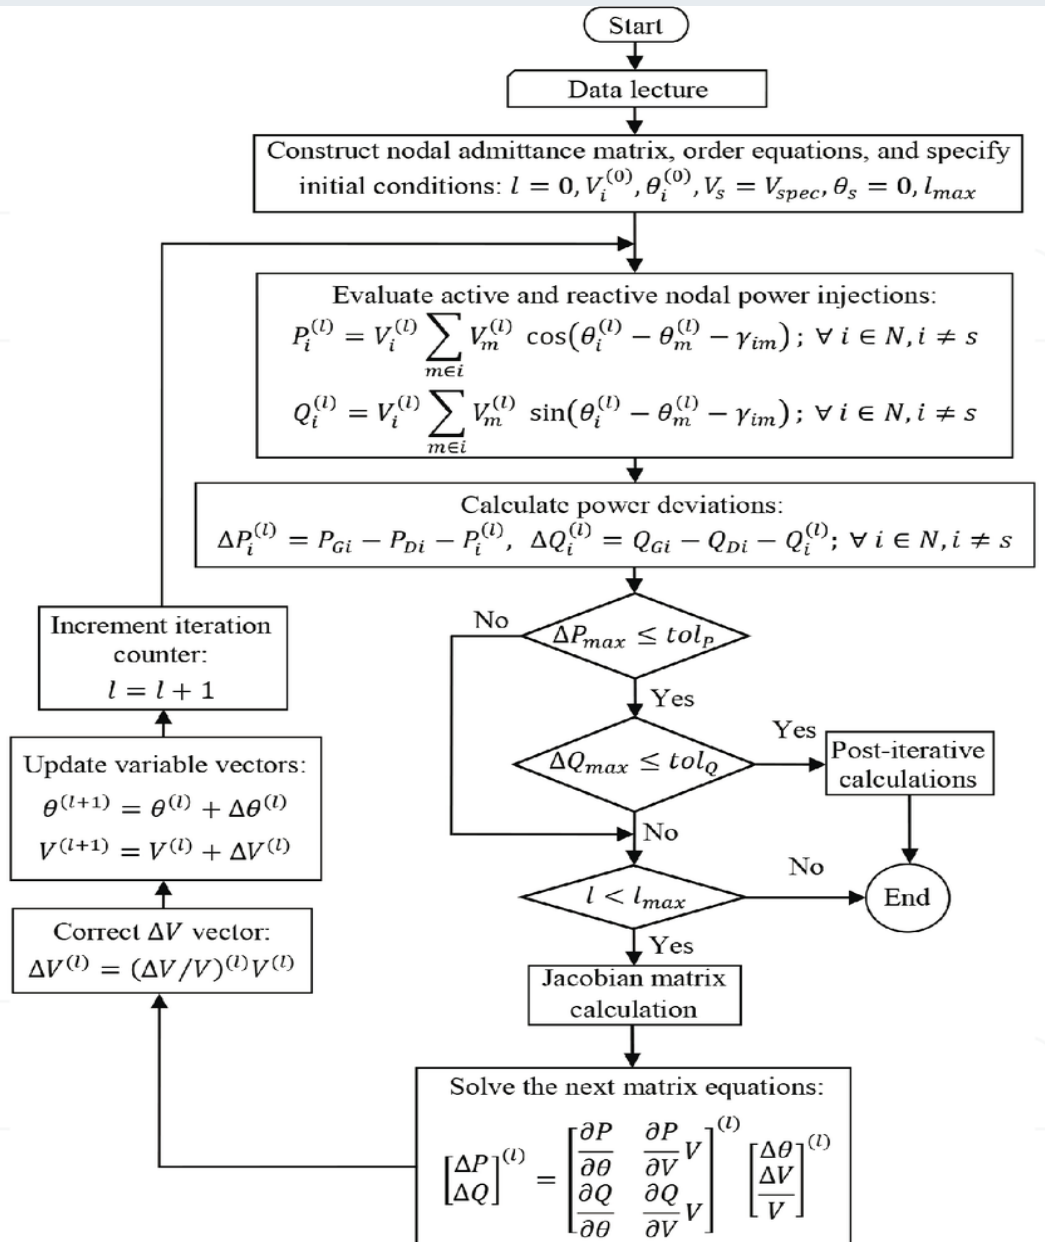 Start
Data lecture
Construct nodal admittance matrix, order equations, and specify
initial conditions: l = 0, V_i^(0), θ_i^(0), V_s = V_spec, θ_s = 0, l_max
Evaluate active and reactive nodal power injections:
P_i^(l) = V_i^(l) ∑_{m∈i} V_m^(l) cos(θ_i^(l) − θ_m^(l) − γ_im) ; ∀ i ∈ N, i ≠ s
Q_i^(l) = V_i^(l) ∑_{m∈i} V_m^(l) sin(θ_i^(l) − θ_m^(l) − γ_im) ; ∀ i ∈ N, i ≠ s
Calculate power deviations:
ΔP_i^(l) = P_Gi − P_Di − P_i^(l), ΔQ_i^(l) = Q_Gi − Q_Di − Q_i^(l); ∀ i ∈ N, i ≠ s
No
ΔP_max ≤ tol_P
Yes
ΔQ_max ≤ tol_Q
Yes
Post-iterative
calculations
No
l < l_max
No
End
Yes
Jacobian matrix
calculation
Solve the next matrix equations:
[ΔP ΔQ]^(l) = [∂P/∂θ ∂P/∂V V ∂Q/∂θ ∂Q/∂V V]^(l) [Δθ ΔV/V]^(l)
Correct ΔV vector:
ΔV^(l) = (ΔV/V)^(l) V^(l)
Update variable vectors:
θ^(l+1) = θ^(l) + Δθ^(l)
V^(l+1) = V^(l) + ΔV^(l)
Increment iteration
counter:
l = l + 1